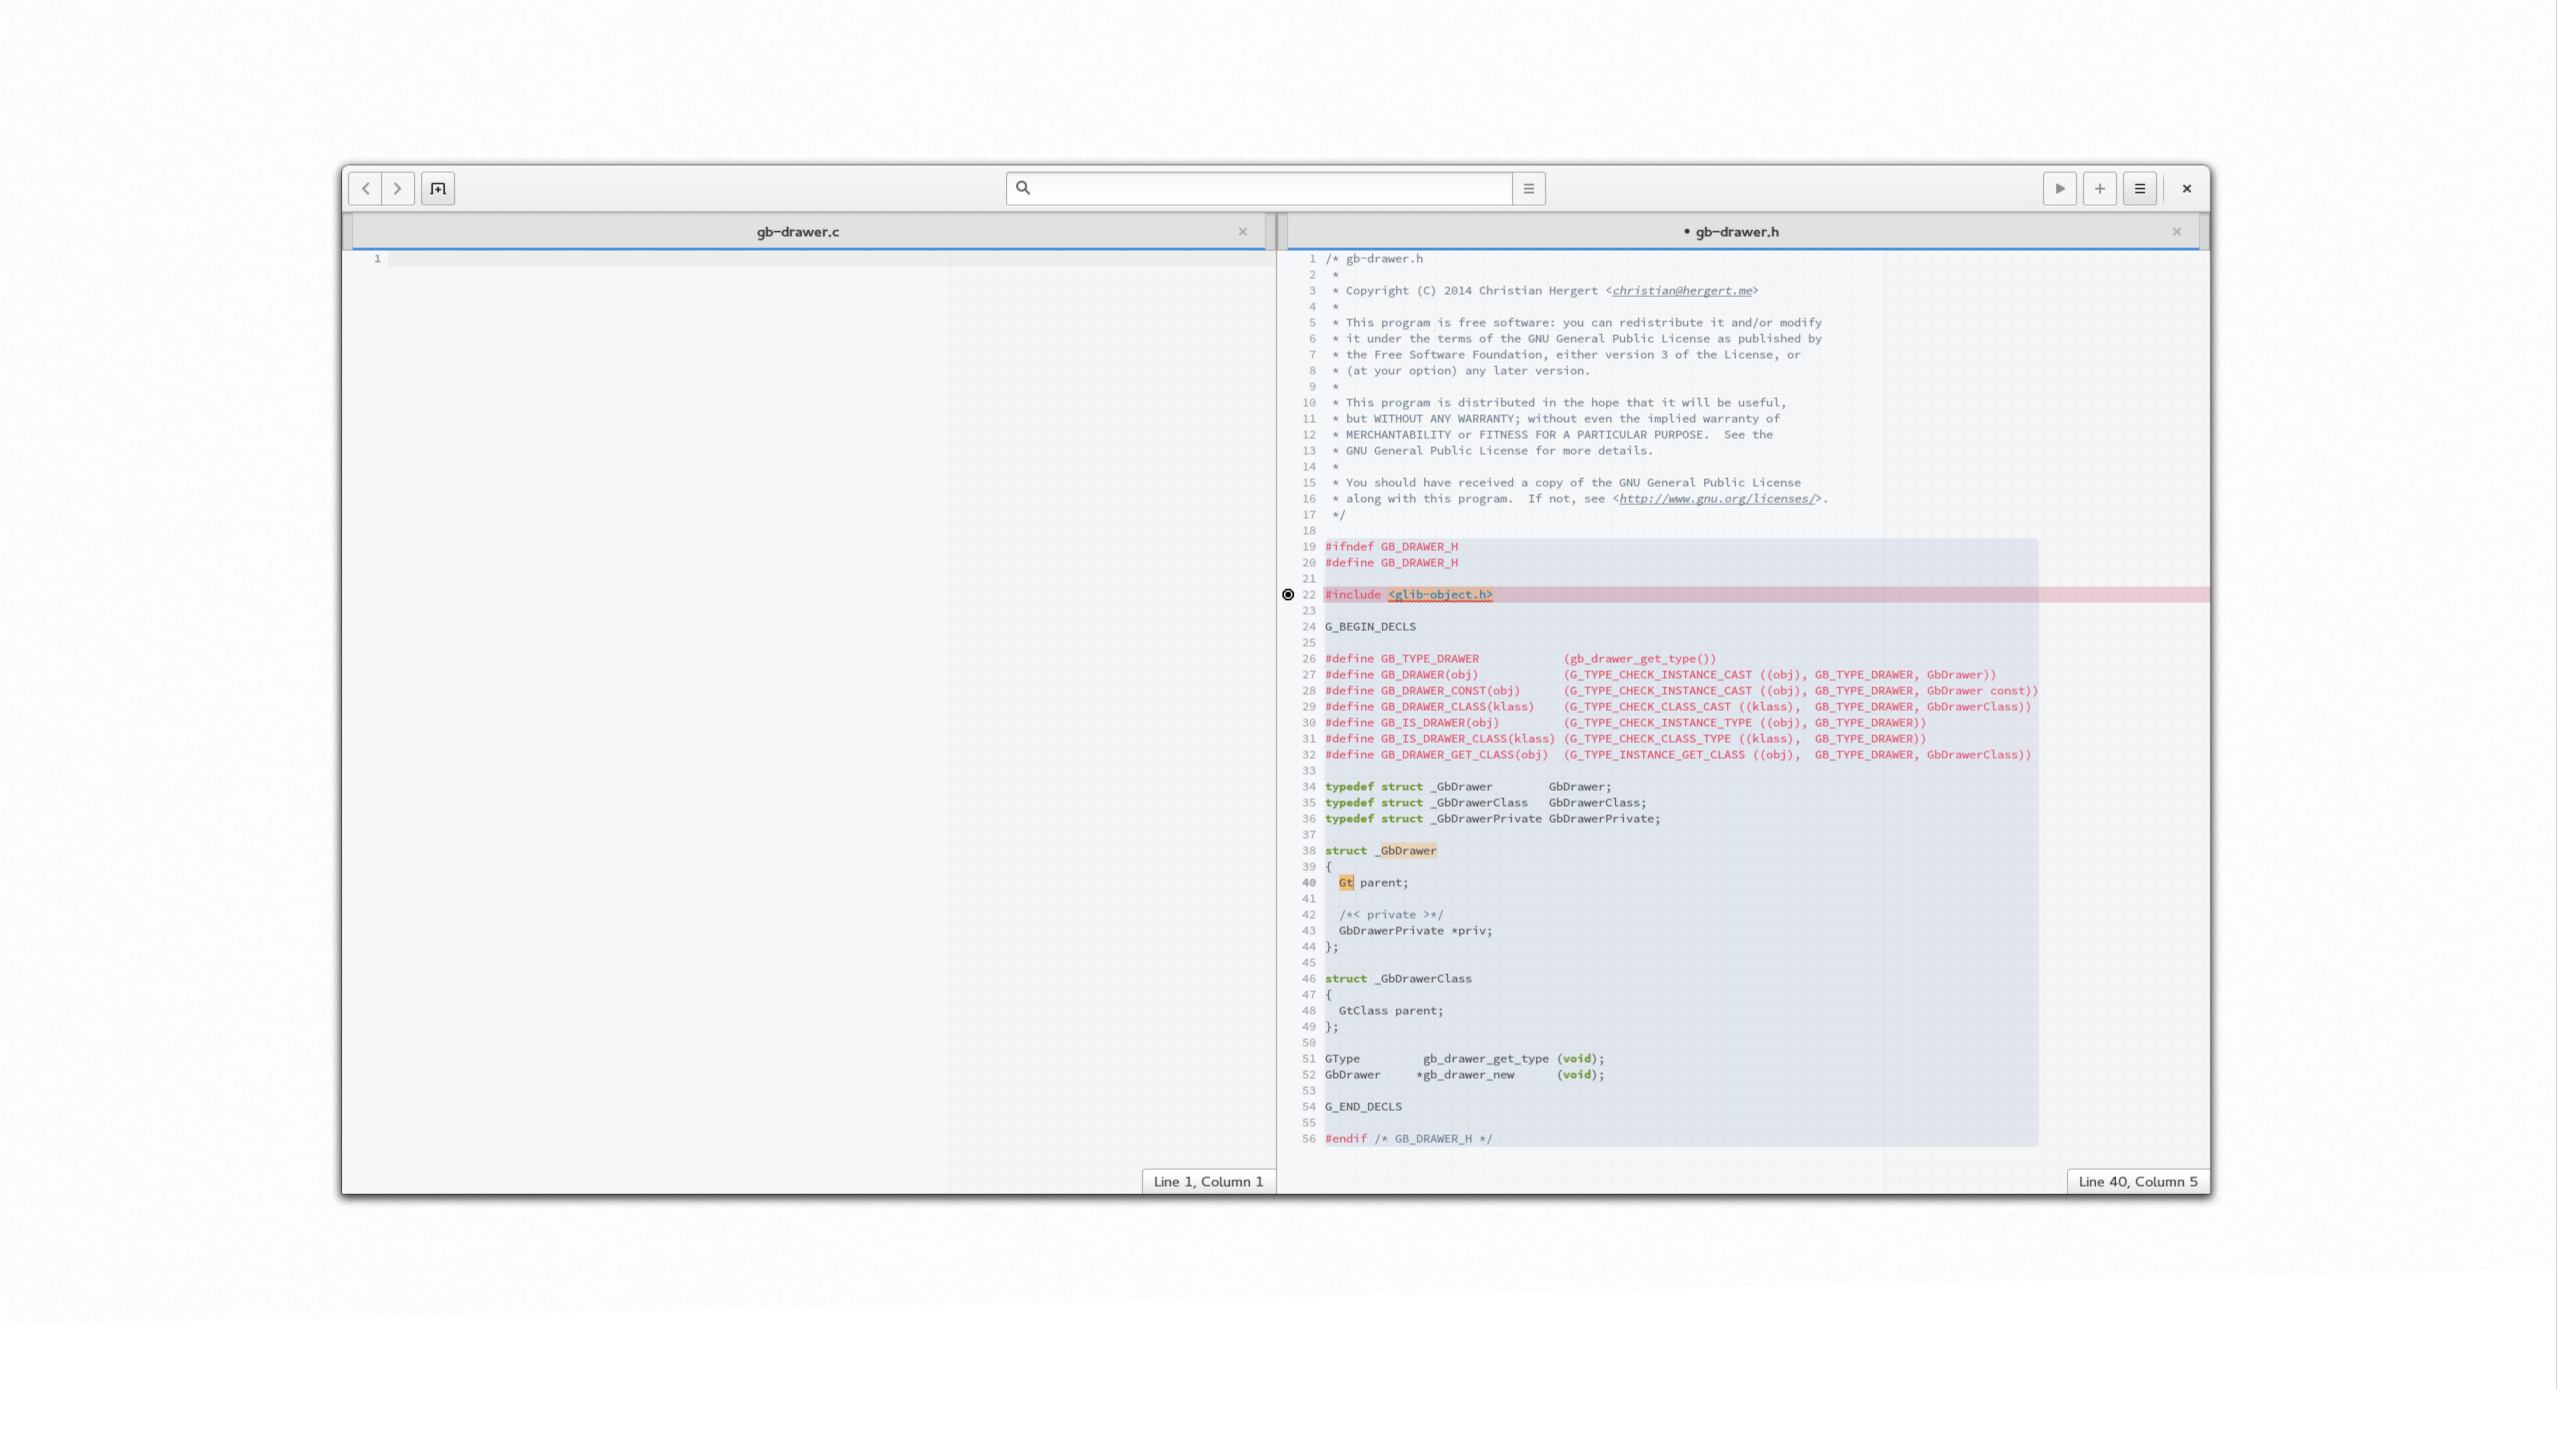 gb-drawer.c
1
Line 1, Column 1
• gb-drawer.h
1 /* gb-drawer.h
2  *
3  * Copyright (C) 2014 Christian Hergert <christian@hergert.me>
4  *
5  * This program is free software: you can redistribute it and/or modify
6  * it under the terms of the GNU General Public License as published by
7  * the Free Software Foundation, either version 3 of the License, or
8  * (at your option) any later version.
9  *
10  * This program is distributed in the hope that it will be useful,
11  * but WITHOUT ANY WARRANTY; without even the implied warranty of
12  * MERCHANTABILITY or FITNESS FOR A PARTICULAR PURPOSE.  See the
13  * GNU General Public License for more details.
14  *
15  * You should have received a copy of the GNU General Public License
16  * along with this program.  If not, see <http://www.gnu.org/licenses/>.
17  */
18
19 #ifndef GB_DRAWER_H
20 #define GB_DRAWER_H
21
22 #include <glib-object.h>
23
24 G_BEGIN_DECLS
25
26 #define GB_TYPE_DRAWER            (gb_drawer_get_type())
27 #define GB_DRAWER(obj)            (G_TYPE_CHECK_INSTANCE_CAST ((obj), GB_TYPE_DRAWER, GbDrawer))
28 #define GB_DRAWER_CONST(obj)      (G_TYPE_CHECK_INSTANCE_CAST ((obj), GB_TYPE_DRAWER, GbDrawer const))
29 #define GB_DRAWER_CLASS(klass)    (G_TYPE_CHECK_CLASS_CAST ((klass),  GB_TYPE_DRAWER, GbDrawerClass))
30 #define GB_IS_DRAWER(obj)         (G_TYPE_CHECK_INSTANCE_TYPE ((obj), GB_TYPE_DRAWER))
31 #define GB_IS_DRAWER_CLASS(klass) (G_TYPE_CHECK_CLASS_TYPE ((klass),  GB_TYPE_DRAWER))
32 #define GB_DRAWER_GET_CLASS(obj)  (G_TYPE_INSTANCE_GET_CLASS ((obj),  GB_TYPE_DRAWER, GbDrawerClass))
33
34 typedef struct _GbDrawer        GbDrawer;
35 typedef struct _GbDrawerClass   GbDrawerClass;
36 typedef struct _GbDrawerPrivate GbDrawerPrivate;
37
38 struct _GbDrawer
39 {
40   Gt parent;
41
42   /*< private >*/
43   GbDrawerPrivate *priv;
44 };
45
46 struct _GbDrawerClass
47 {
48   GtClass parent;
49 };
50
51 GType         gb_drawer_get_type (void);
52 GbDrawer     *gb_drawer_new      (void);
53
54 G_END_DECLS
55
56 #endif /* GB_DRAWER_H */
Line 40, Column 5